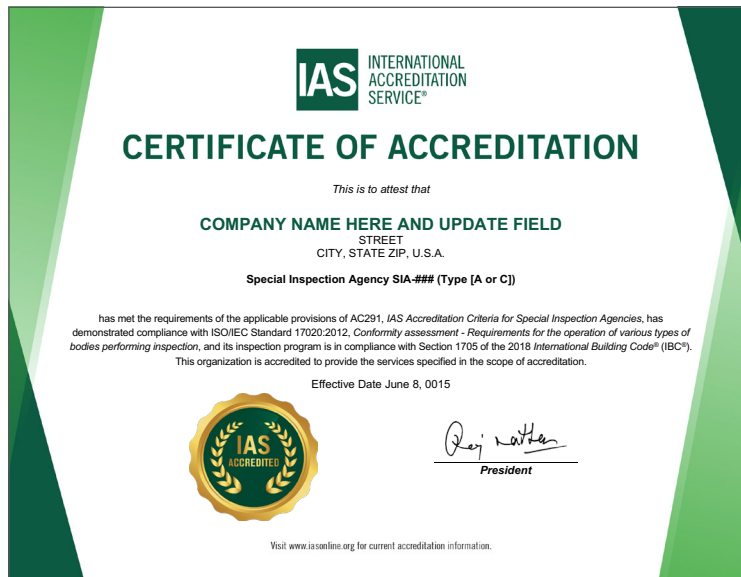 IAS
INTERNATIONAL
ACCREDITATION
SERVICE®
CERTIFICATE OF ACCREDITATION
This is to attest that
COMPANY NAME HERE AND UPDATE FIELD
STREET
CITY, STATE ZIP, U.S.A.
Special Inspection Agency SIA-### (Type [A or C])
has met the requirements of the applicable provisions of AC291, IAS Accreditation Criteria for Special Inspection Agencies, has
demonstrated compliance with ISO/IEC Standard 17020:2012, Conformity assessment - Requirements for the operation of various types of
bodies performing inspection, and its inspection program is in compliance with Section 1705 of the 2018 International Building Code® (IBC®).
This organization is accredited to provide the services specified in the scope of accreditation.
Effective Date June 8, 0015
IAS
ACCREDITED
Raj Nathan
President
Visit www.iasonline.org for current accreditation information.